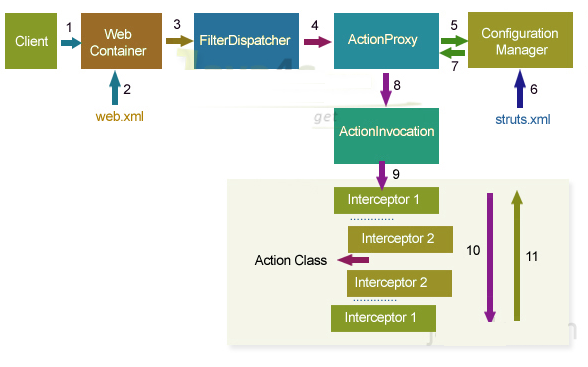 1
3
4
5
Client
Web
Container
FilterDispatcher
ActionProxy
Configuration
Manager
7
2
8
6
web.xml
get
ActionInvocation
struts.xml
9
Interceptor 1
Interceptor 2
10
11
Action Class
Interceptor 2
Interceptor 1